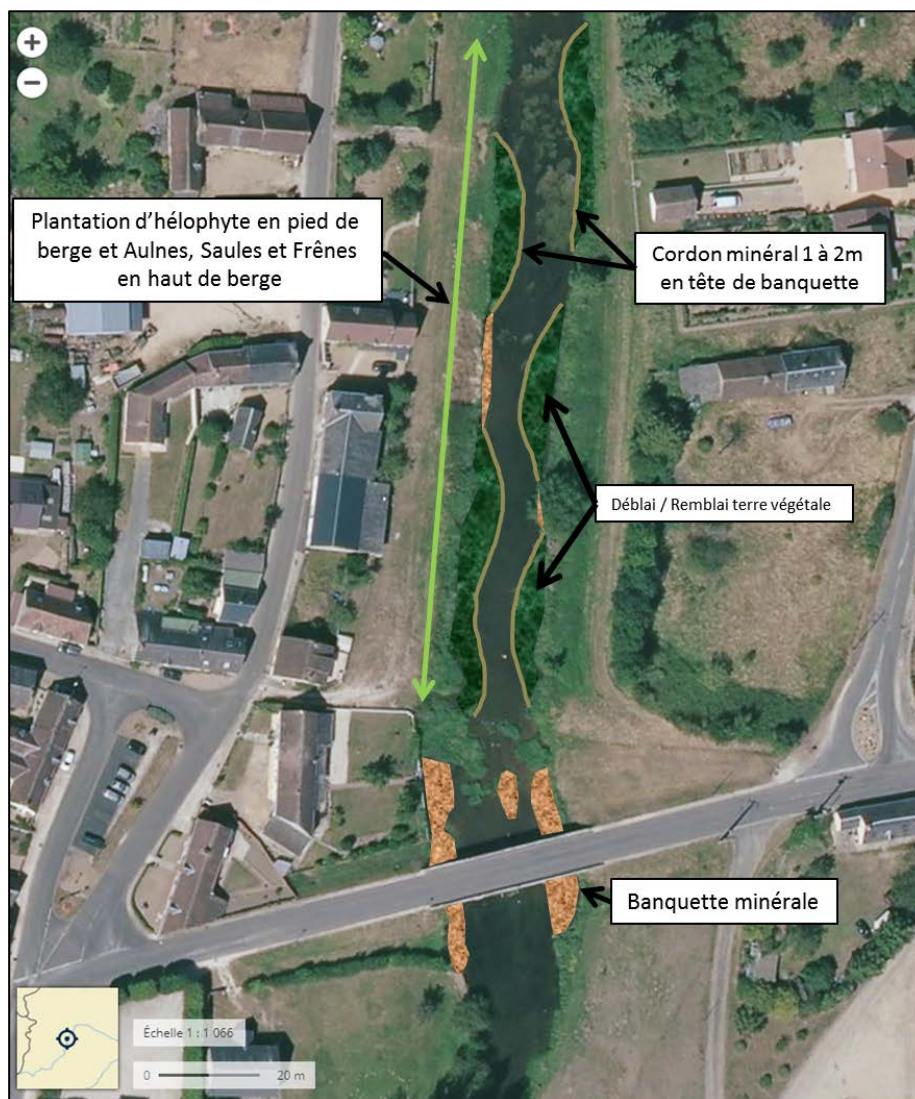 +
−
Plantation d’hélophyte en pied de
berge et Aulnes, Saules et Frênes
en haut de berge
Cordon minéral 1 à 2m
en tête de banquette
Déblai / Remblai terre végétale
Banquette minérale
Échelle 1 : 1 066
0 20 m